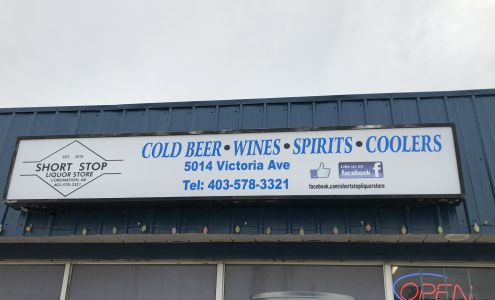 EST. 2018
SHORT STOP
LIQUOR STORE
CORONATION, AB
403-578-3321
COLD BEER • WINES • SPIRITS • COOLERS
5014 Victoria Ave
Tel: 403-578-3321
Like us on
facebook
f
facebook.com/shortstopliquorstore
OPEN